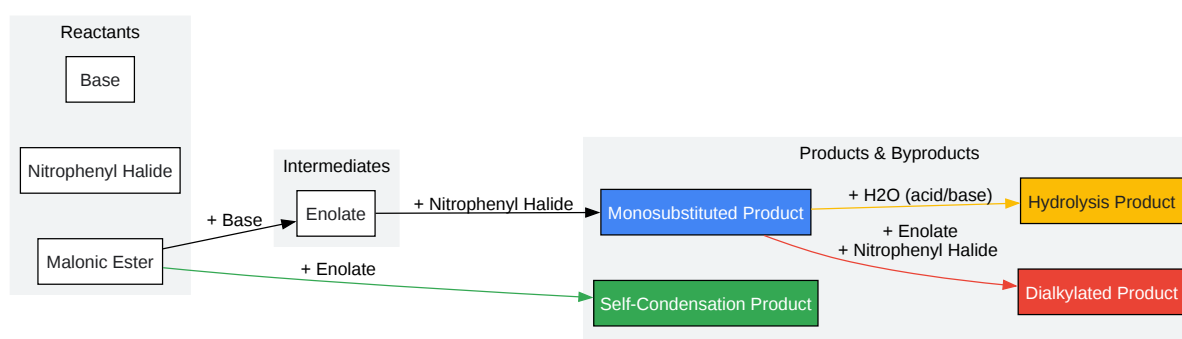 Reactants
Base
Nitrophenyl Halide
Malonic Ester
+ Base
+ Enolate
Intermediates
Enolate
+ Nitrophenyl Halide
Products & Byproducts
Monosubstituted Product
Self-Condensation Product
+ H2O (acid/base)
+ Enolate
+ Nitrophenyl Halide
Hydrolysis Product
Dialkylated Product